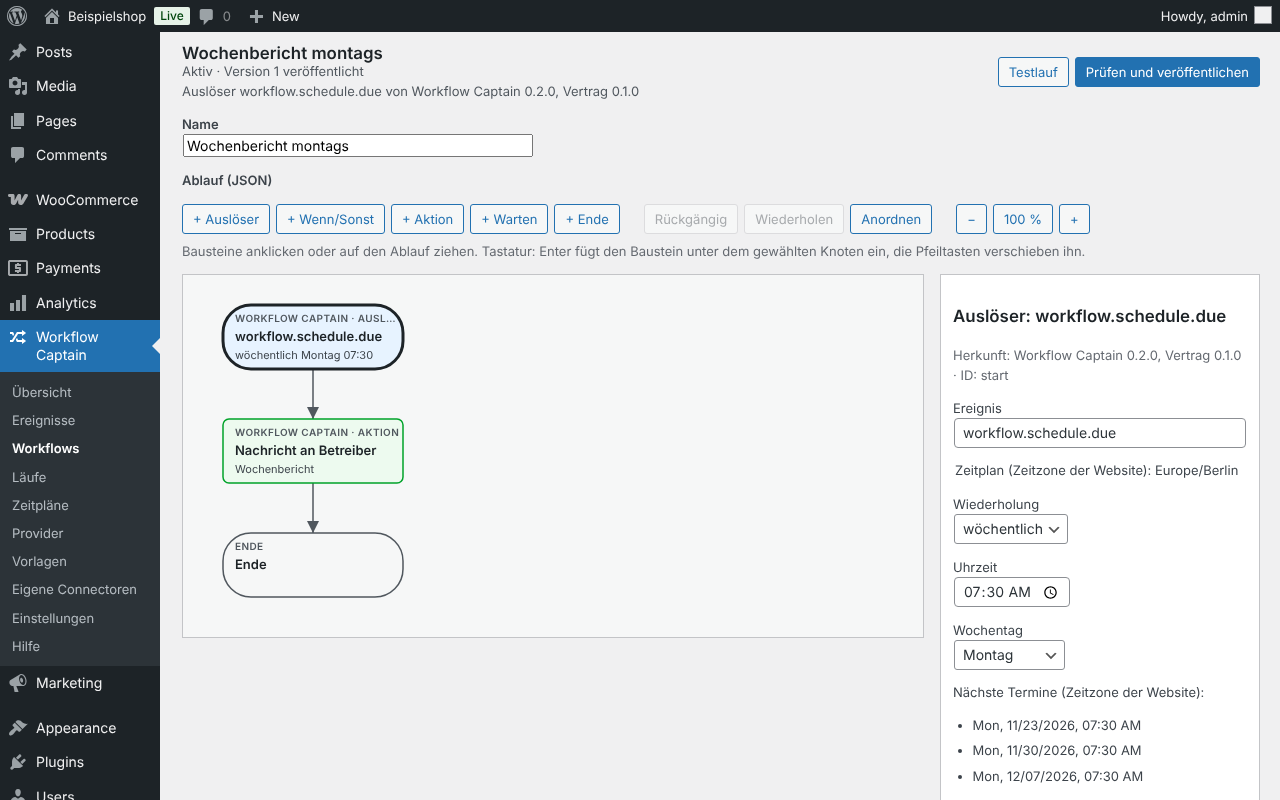 Beispielshop
Live
0
New
Howdy, admin
Posts
Media
Pages
Comments
WooCommerce
Products
Payments
Analytics
Workflow
Captain
Übersicht
Ereignisse
Workflows
Läufe
Zeitpläne
Provider
Vorlagen
Eigene Connectoren
Einstellungen
Hilfe
Marketing
Appearance
Plugins
Users
Wochenbericht montags
Aktiv · Version 1 veröffentlicht
Auslöser workflow.schedule.due von Workflow Captain 0.2.0, Vertrag 0.1.0
Testlauf
Prüfen und veröffentlichen
Name
Wochenbericht montags
Ablauf (JSON)
+ Auslöser
+ Wenn/Sonst
+ Aktion
+ Warten
+ Ende
Rückgängig
Wiederholen
Anordnen
−
100 %
+
Bausteine anklicken oder auf den Ablauf ziehen. Tastatur: Enter fügt den Baustein unter dem gewählten Knoten ein, die Pfeiltasten verschieben ihn.
WORKFLOW CAPTAIN · AUSL…
workflow.schedule.due
wöchentlich Montag 07:30
WORKFLOW CAPTAIN · AKTION
Nachricht an Betreiber
Wochenbericht
ENDE
Ende
Auslöser: workflow.schedule.due
Herkunft: Workflow Captain 0.2.0, Vertrag 0.1.0
· ID: start
Ereignis
workflow.schedule.due
Zeitplan (Zeitzone der Website): Europe/Berlin
Wiederholung
wöchentlich
Uhrzeit
07:30 AM
Wochentag
Montag
Nächste Termine (Zeitzone der Website):
• Mon, 11/23/2026, 07:30 AM
• Mon, 11/30/2026, 07:30 AM
• Mon, 12/07/2026, 07:30 AM